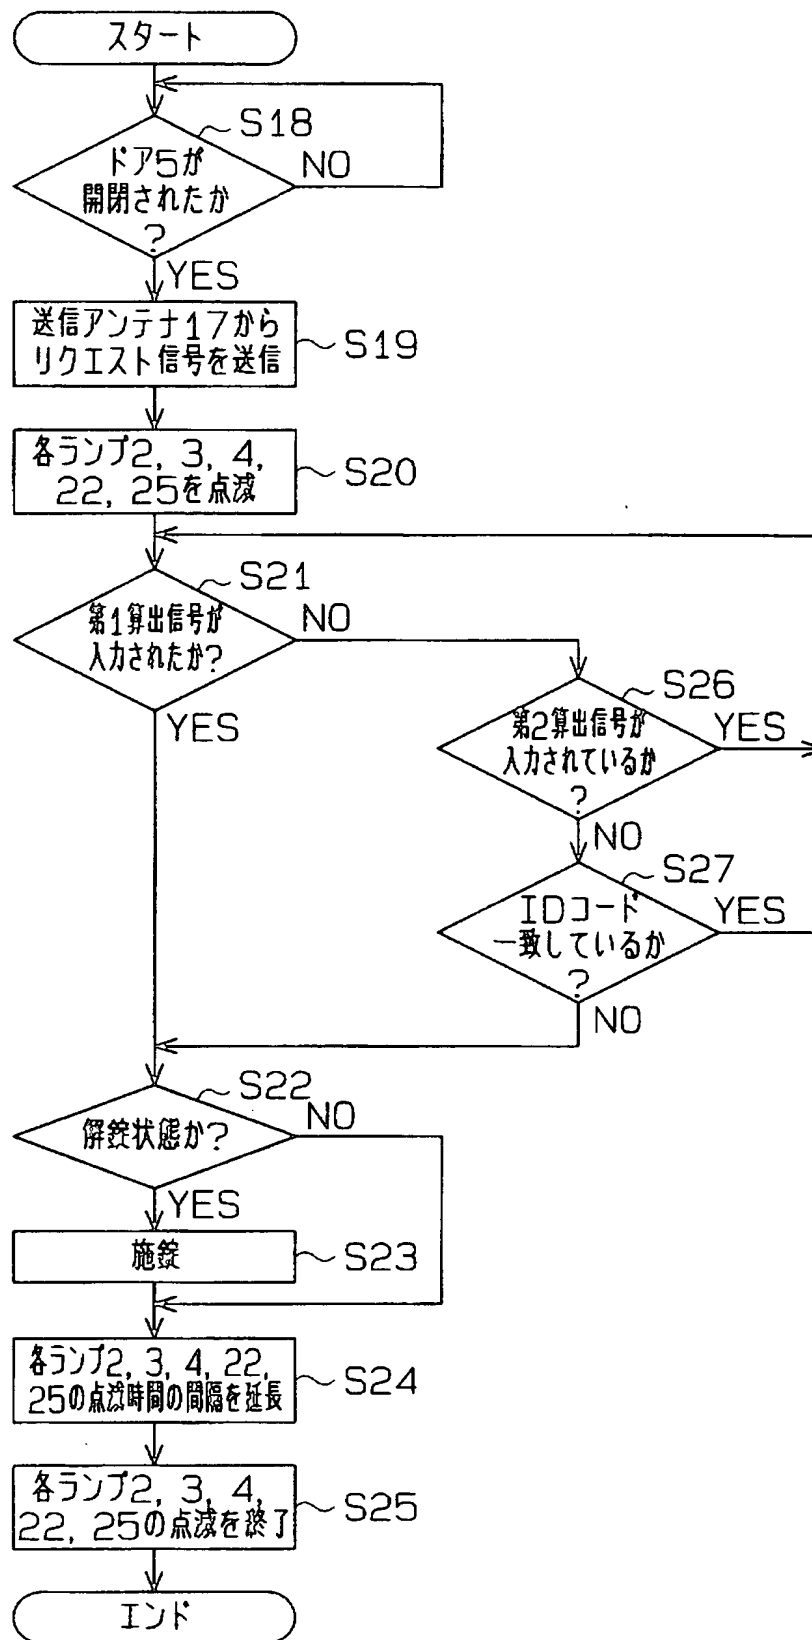 スタート
S18
ドア5が
開閉されたか
?
NO
YES
送信アンテナ17から
リクエスト信号を送信
S19
各ランプ2, 3, 4,
22, 25を点滅
S20
S21
第1算出信号が
入力されたか?
NO
YES
S26
第2算出信号が
入力されているか
?
YES
NO
S27
IDコード
一致しているか
?
YES
NO
S22
解錠状態か?
NO
YES
施錠
S23
各ランプ2, 3, 4, 22,
25の点滅時間の間隔を延長
S24
各ランプ2, 3, 4,
22, 25の点滅を終了
S25
エンド